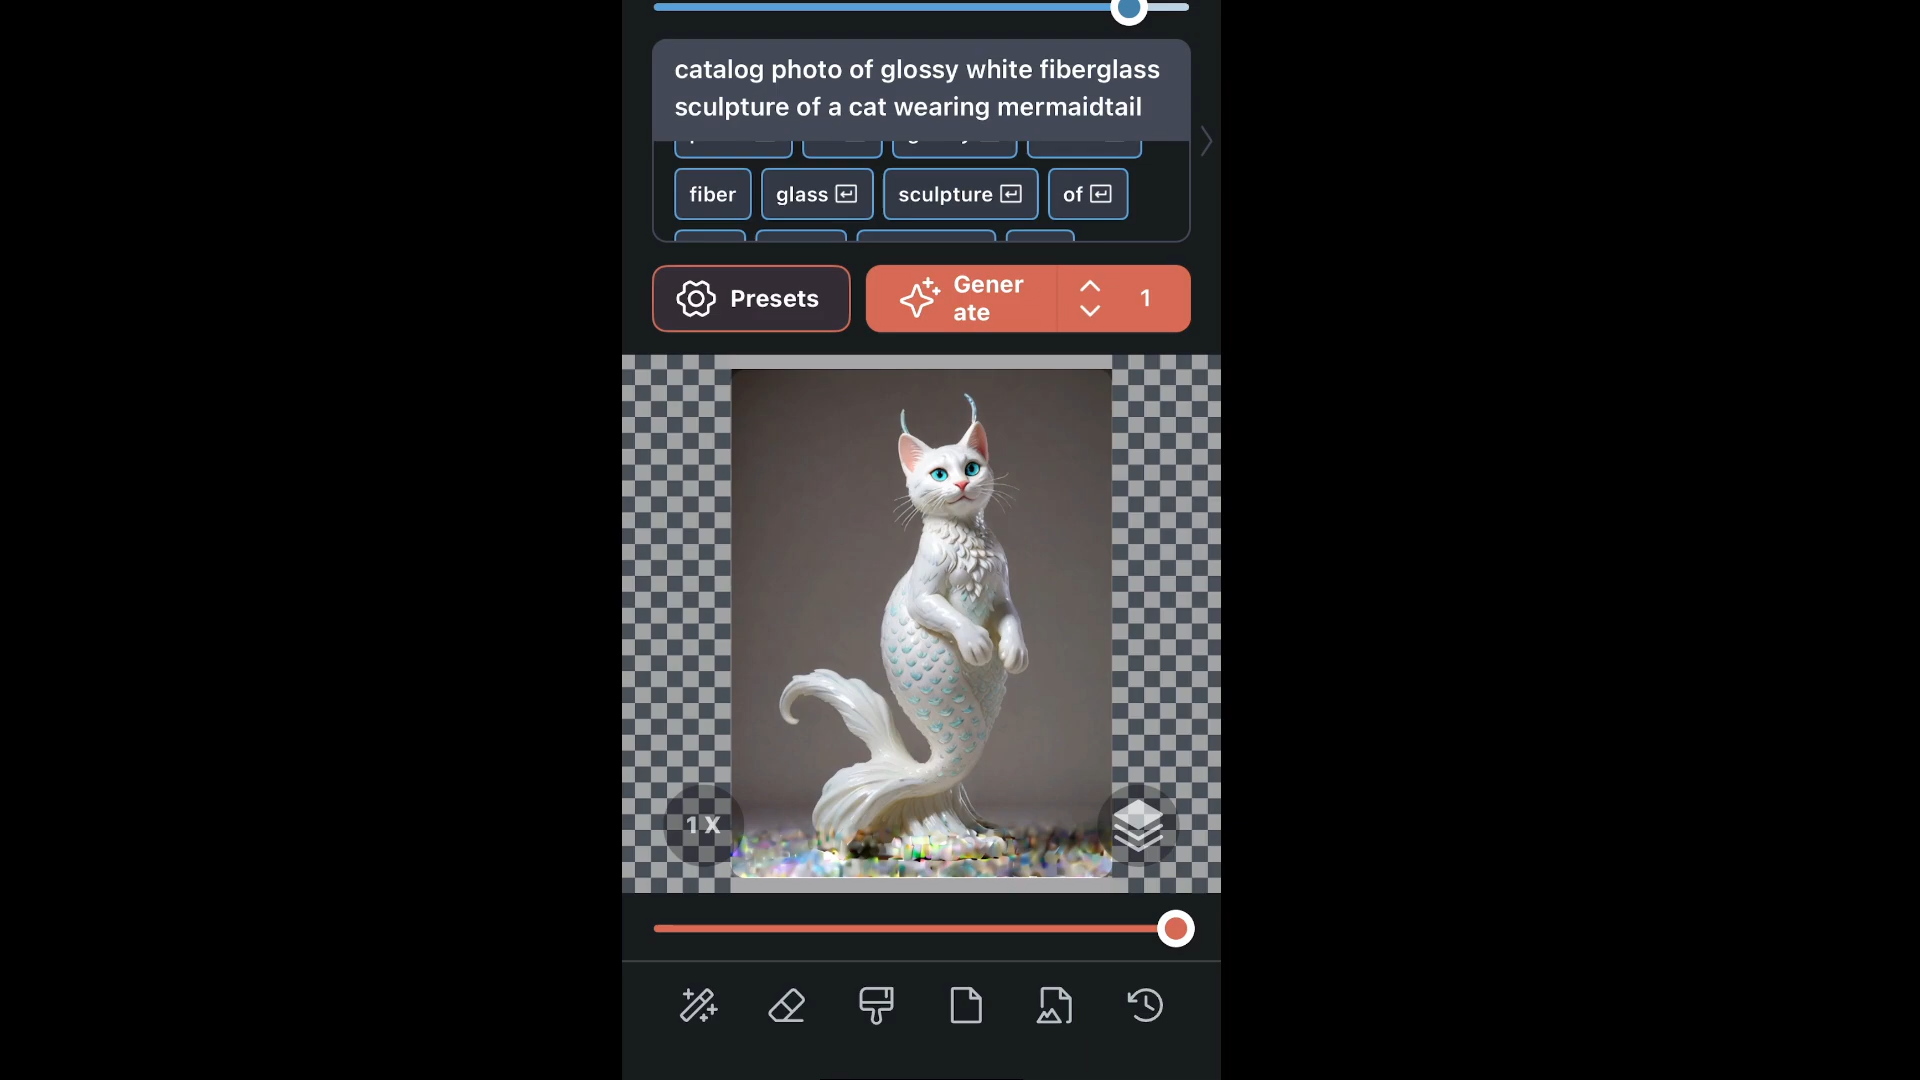 catalog photo of glossy white fiberglass
sculpture of a cat wearing mermaidtail
fiber glass sculpture of
Presets
Gener
ate
1
1 X